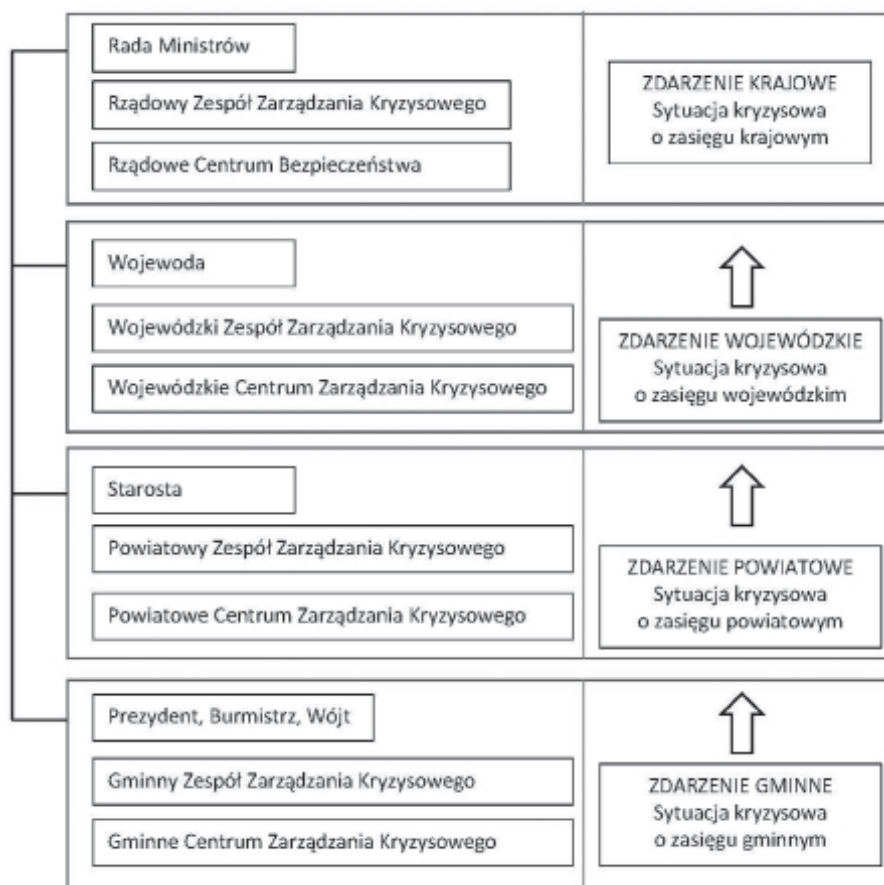 Rada Ministrów
Rządowy Zespół Zarządzania Kryzysowego
Rządowe Centrum Bezpieczeństwa
ZDARZENIE KRAJOWE
Sytuacja kryzysowa
o zasięgu krajowym
Wojewoda
Wojewódzki Zespół Zarządzania Kryzysowego
Wojewódzkie Centrum Zarządzania Kryzysowego
ZDARZENIE WOJEWÓDZKIE
Sytuacja kryzysowa
o zasięgu wojewódzkim
Starosta
Powiatowy Zespół Zarządzania Kryzysowego
Powiatowe Centrum Zarządzania Kryzysowego
ZDARZENIE POWIATOWE
Sytuacja kryzysowa
o zasięgu powiatowym
Prezydent, Burmistrz, Wójt
Gminny Zespół Zarządzania Kryzysowego
Gminne Centrum Zarządzania Kryzysowego
ZDARZENIE GMINNE
Sytuacja kryzysowa
o zasięgu gminnym